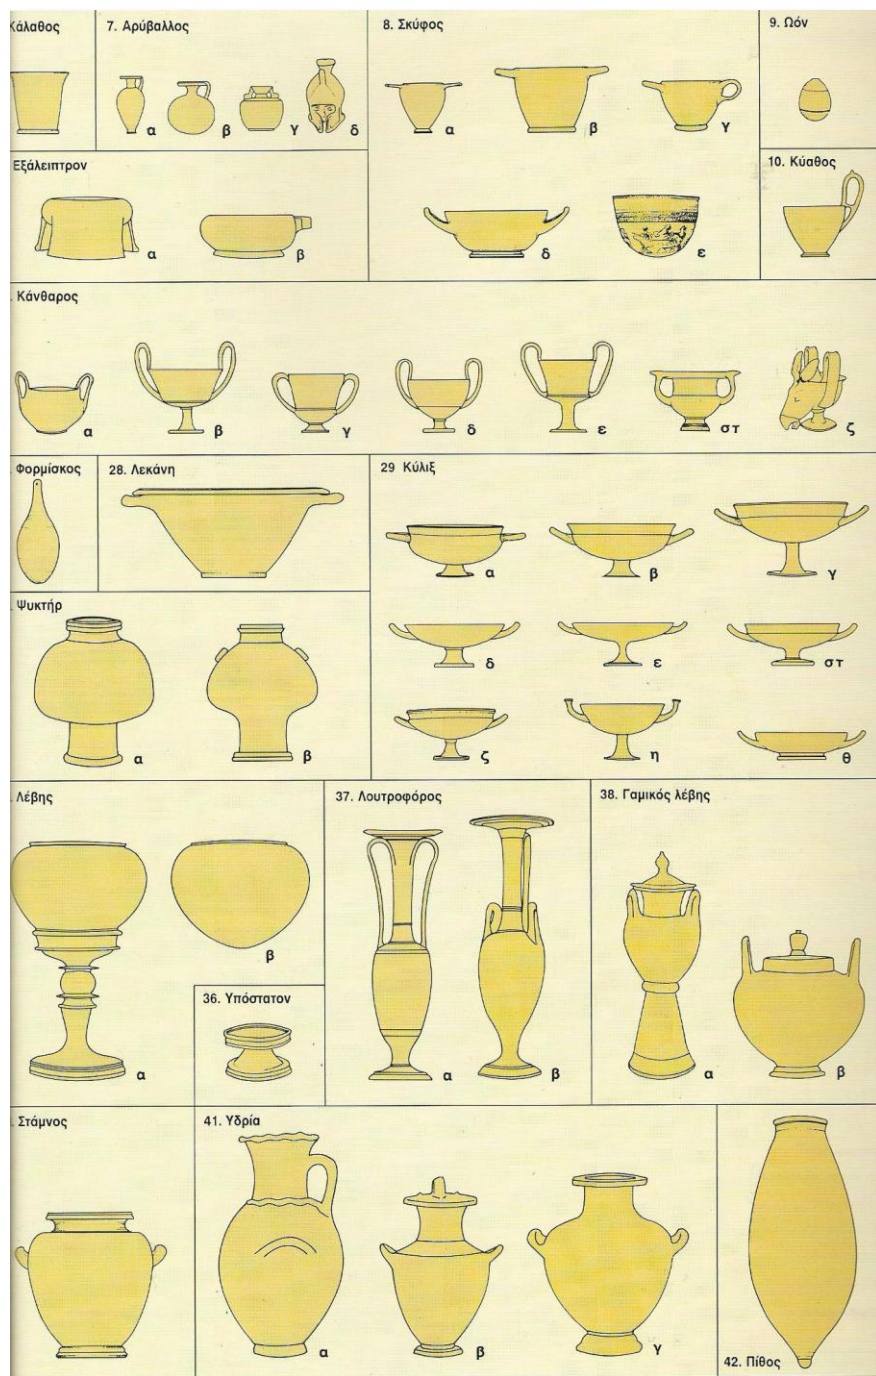 Κάλαθος
7. Αρύβαλλος
8. Σκύφος
9. Ωόν
α β γ δ
α β γ
Εξάλειπτρον
10. Κύαθος
α β
δ ε
. Κάνθαρος
α β γ δ ε στ ζ
. Φορμίσκος
28. Λεκάνη
29 Κύλιξ
α β γ
. Ψυκτήρ
δ ε στ
α β
ζ η θ
. Λέβης
37. Λουτροφόρος
38. Γαμικός λέβης
β
36. Υπόστατον
α
α β
α β
. Στάμνος
41. Υδρία
α β γ
42. Πίθος